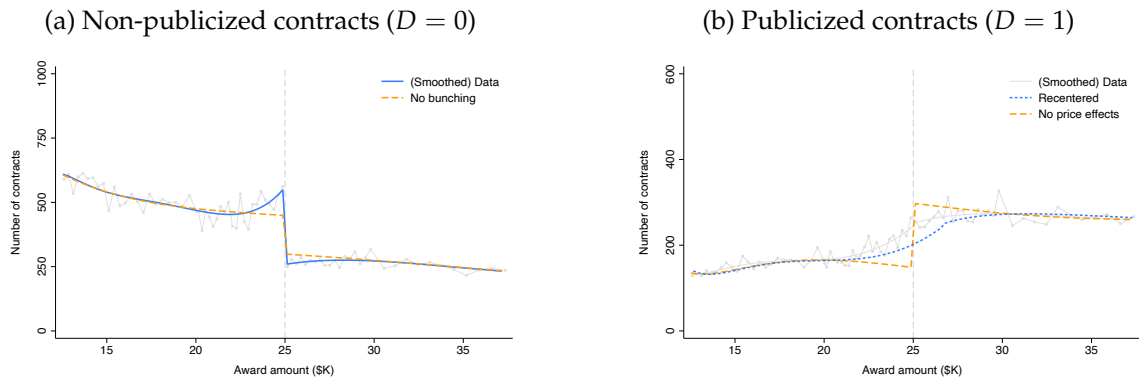 (a) Non-publicized contracts (D = 0)
(Smoothed) Data
No bunching
Number of contracts
1000
750
500
250
0
15
20
25
30
35
Award amount ($K)
(b) Publicized contracts (D = 1)
(Smoothed) Data
Recentered
No price effects
Number of contracts
600
400
200
0
15
20
25
30
35
Award amount ($K)